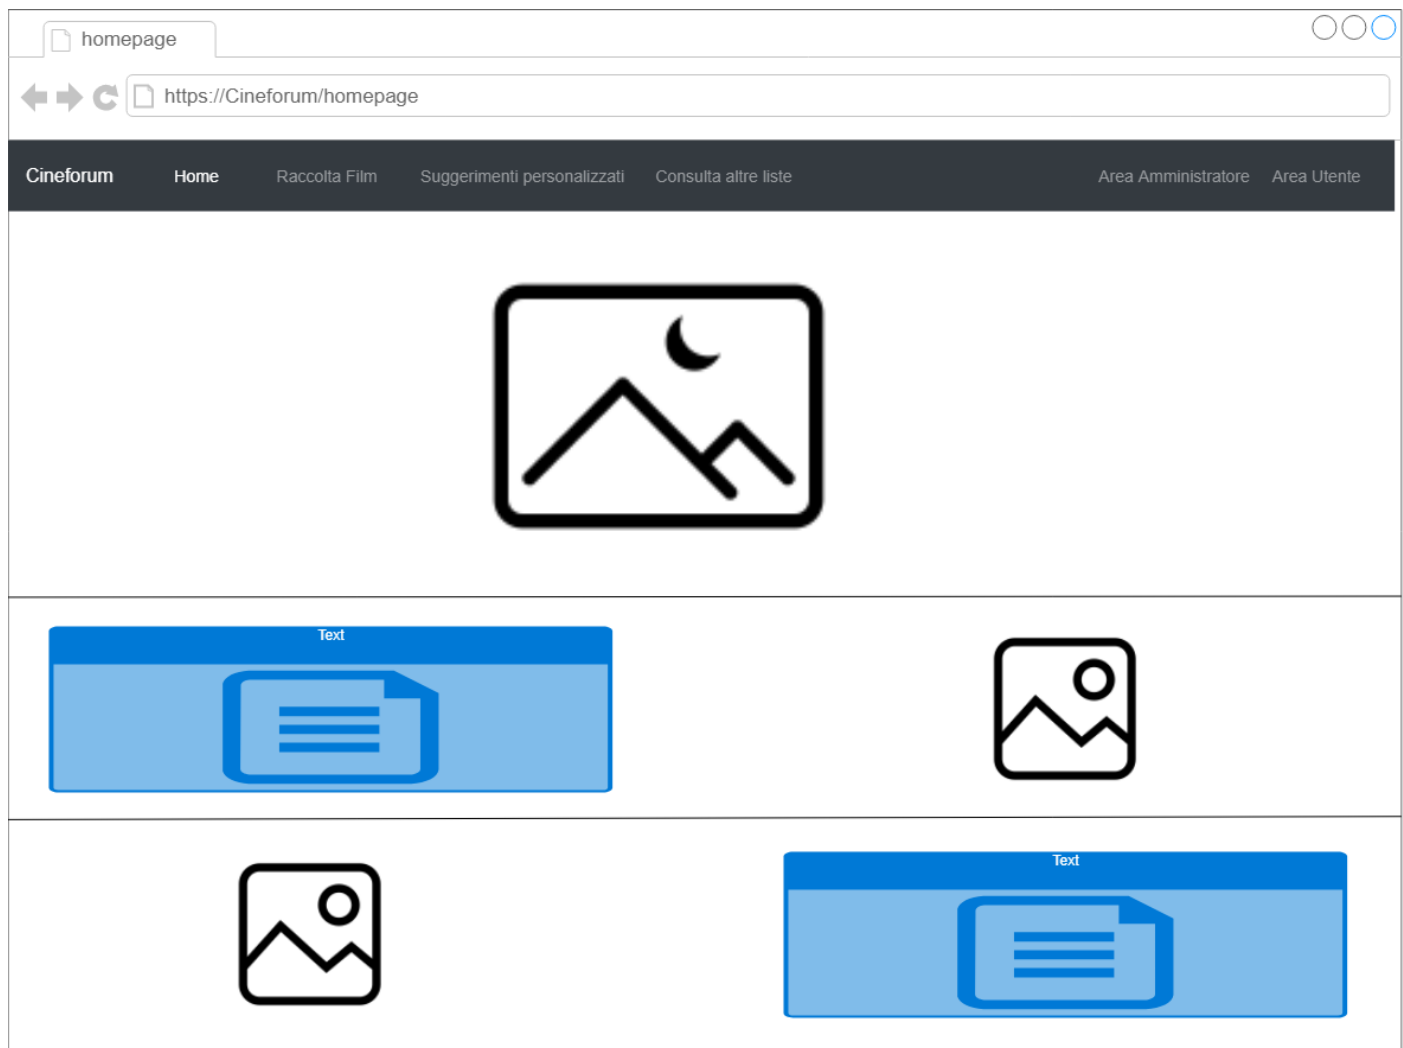 homepage
https://Cineforum/homepage
Cineforum Home Raccolta Film Suggerimenti personalizzati Consulta altre liste Area Amministratore Area Utente
Text
Text